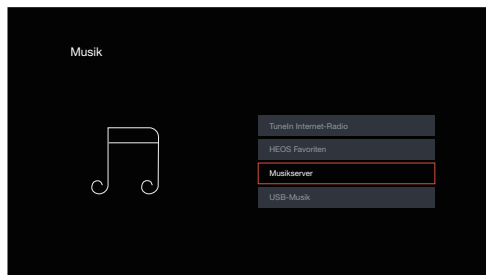 Musik
TuneIn Internet-Radio
HEOS Favoriten
Musikserver
USB-Musik